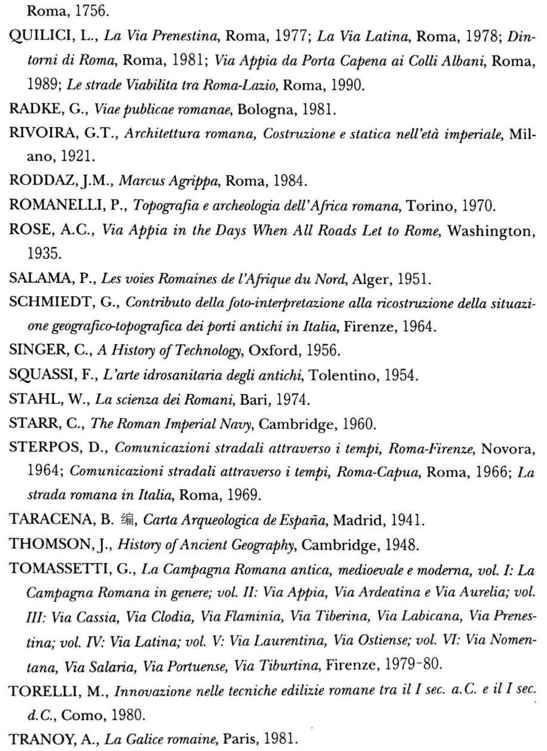 Roma, 1756.
QUILICI, L., La Via Prenestina, Roma, 1977; La Via Latina, Roma, 1978; Din-
torni di Roma, Roma, 1981; Via Appia da Porta Capena ai Colli Albani, Roma,
1989; Le strade Viabilita tra Roma-Lazio, Roma, 1990.
RADKE, G., Viae publicae romanae, Bologna, 1981.
RIVOIRA, G.T., Architettura romana, Costruzione e statica nell'età imperiale, Mil-
ano, 1921.
RODDAZ, J.M., Marcus Agrippa, Roma, 1984.
ROMANELLI, P., Topografia e archeologia dell'Africa romana, Torino, 1970.
ROSE, A.C., Via Appia in the Days When All Roads Let to Rome, Washington,
1935.
SALAMA, P., Les voies Romaines de l'Afrique du Nord, Alger, 1951.
SCHMIEDT, G., Contributo della foto-interpretazione alla ricostruzione della situazi-
one geografico-topografica dei porti antichi in Italia, Firenze, 1964.
SINGER, C., A History of Technology, Oxford, 1956.
SQUASSI, F., L'arte idrosanitaria degli antichi, Tolentino, 1954.
STAHL, W., La scienza dei Romani, Bari, 1974.
STARR, C., The Roman Imperial Navy, Cambridge, 1960.
STERPOS, D., Comunicazioni stradali attraverso i tempi, Roma-Firenze, Novora,
1964; Comunicazioni stradali attraverso i tempi, Roma-Capua, Roma, 1966; La
strada romana in Italia, Roma, 1969.
TARACENA, B. 编, Carta Arqueologica de España, Madrid, 1941.
THOMSON, J., History of Ancient Geography, Cambridge, 1948.
TOMASSETTI, G., La Campagna Romana antica, medioevale e moderna, vol. I: La
Campagna Romana in genere; vol. II: Via Appia, Via Ardeatina e Via Aurelia; vol.
III: Via Cassia, Via Clodia, Via Flaminia, Via Tiberina, Via Labicana, Via Prenes-
tina; vol. IV: Via Latina; vol. V: Via Laurentina, Via Ostiense; vol. VI: Via Nomen-
tana, Via Salaria, Via Portuense, Via Tiburtina, Firenze, 1979-80.
TORELLI, M., Innovazione nelle tecniche edilizie romane tra il I sec. a.C. e il I sec.
d.C., Como, 1980.
TRANOY, A., La Galice romaine, Paris, 1981.